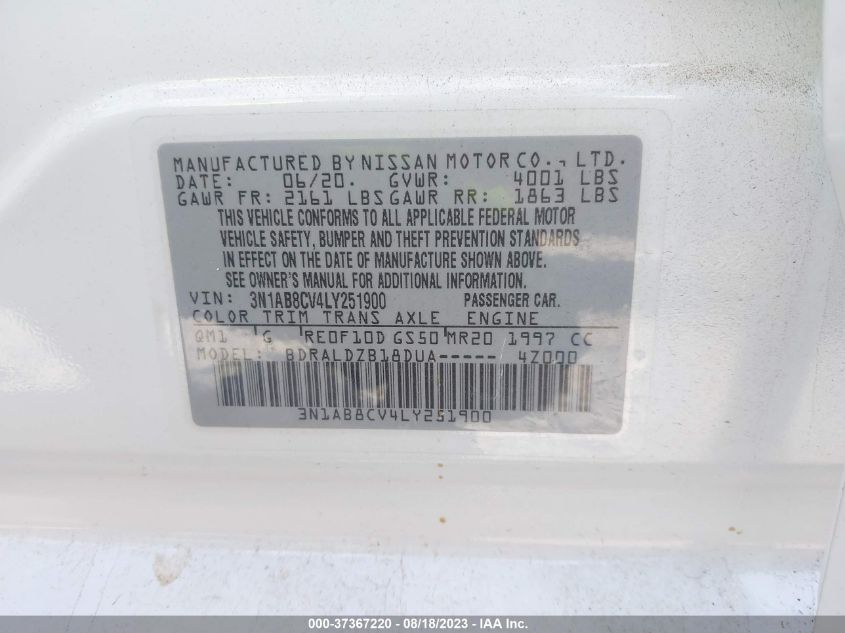 MANUFACTURED BY NISSAN MOTOR CO., LTD.
DATE: 06/20. GVWR: 4001 LBS
GAWR FR: 2161 LBS GAWR RR: 1863 LBS
THIS VEHICLE CONFORMS TO ALL APPLICABLE FEDERAL MOTOR
VEHICLE SAFETY, BUMPER AND THEFT PREVENTION STANDARDS
IN EFFECT ON THE DATE OF MANUFACTURE SHOWN ABOVE.
SEE OWNER'S MANUAL FOR ADDITIONAL INFORMATION.
VIN: 3N1AB8CV4LY251900 PASSENGER CAR.
COLOR TRIM TRANS AXLE ENGINE
QM1 G RE0F10D GS50 MR20 1997 CC
MODEL: BDRALDZB18DUA----- 4Z000
3N1AB8CV4LY251900
000-37367220 - 08/18/2023 - IAA Inc.